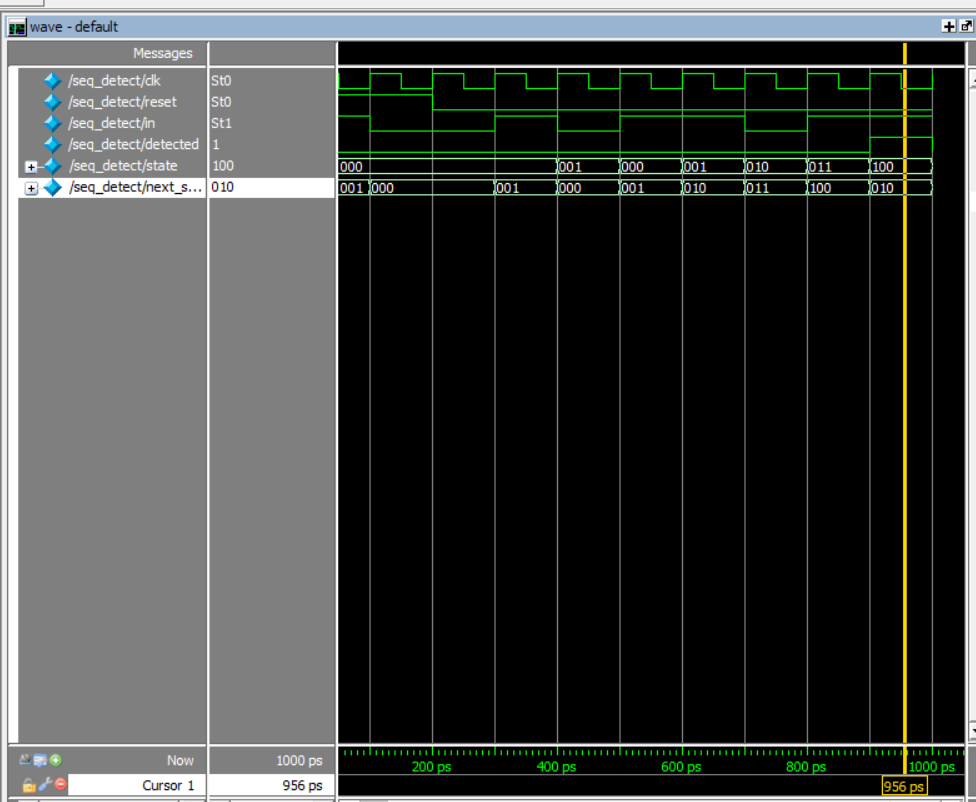 wave - default
Messages
/seq_detect/clk St0
/seq_detect/reset St0
/seq_detect/in St1
/seq_detect/detected 1
/seq_detect/state 100 000 001 000 001 010 011 100
/seq_detect/next_s... 010 001 000 001 000 001 010 011 100 010
Now 1000 ps 200 ps 400 ps 600 ps 800 ps 1000 ps
Cursor 1 956 ps 956 ps